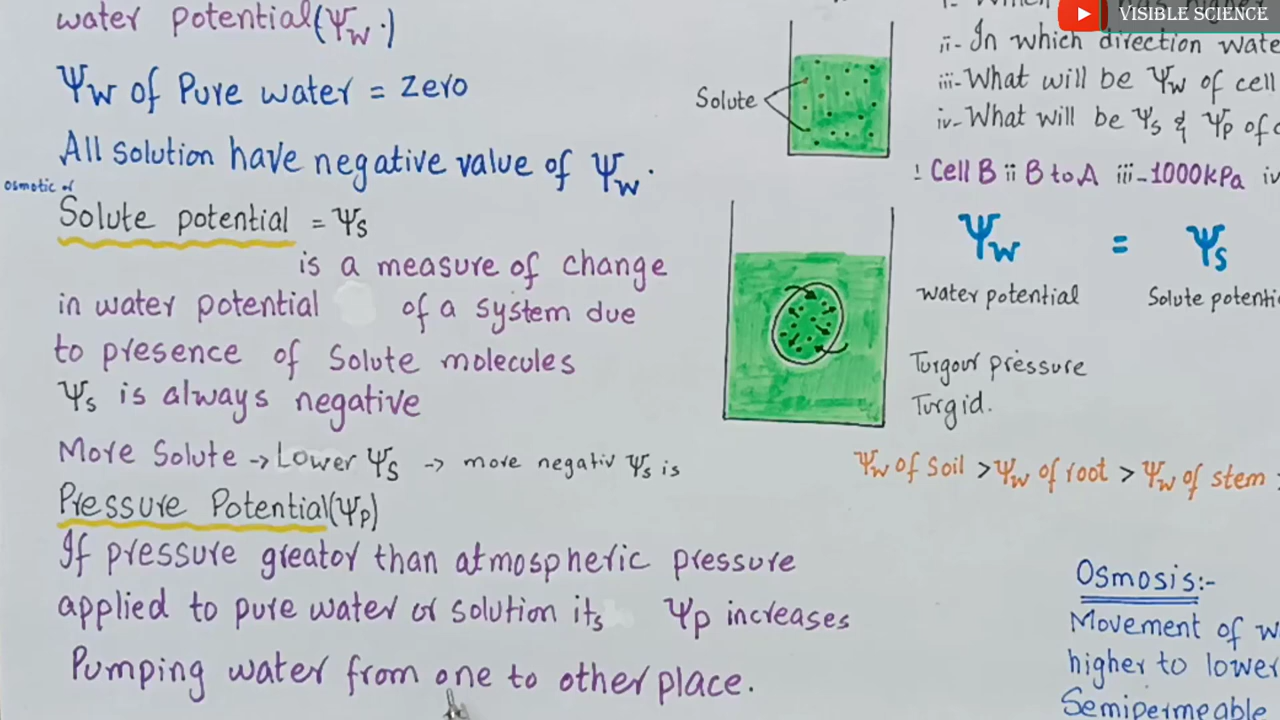 water potential(Ψw.)
Ψw of Pure water = Zero
All solution have negative value of Ψw.
Osmotic or
Solute potential = Ψs
is a measure of change
in water potential of a system due
to presence of Solute molecules
Ψs is always negative
More Solute → Lower Ψs → more negativ Ψs is
Pressure Potential(Ψp)
If pressure greator than atmospheric pressure
applied to pure water or solution its Ψp increases
Pumping water from one to other place.
VISIBLE SCIENCE
ii- In which direction wate
iii- What will be Ψw of cell
iv- What will be Ψs & Ψp of c
Solute
! Cell B ii B to A iii- 1000kPa iv
Ψw = Ψs
water potential Solute potenti
Turgour pressure
Turgid.
Ψw of soil > Ψw of root > Ψw of stem >
Osmosis:-
Movement of w
higher to lower
Semipermeable